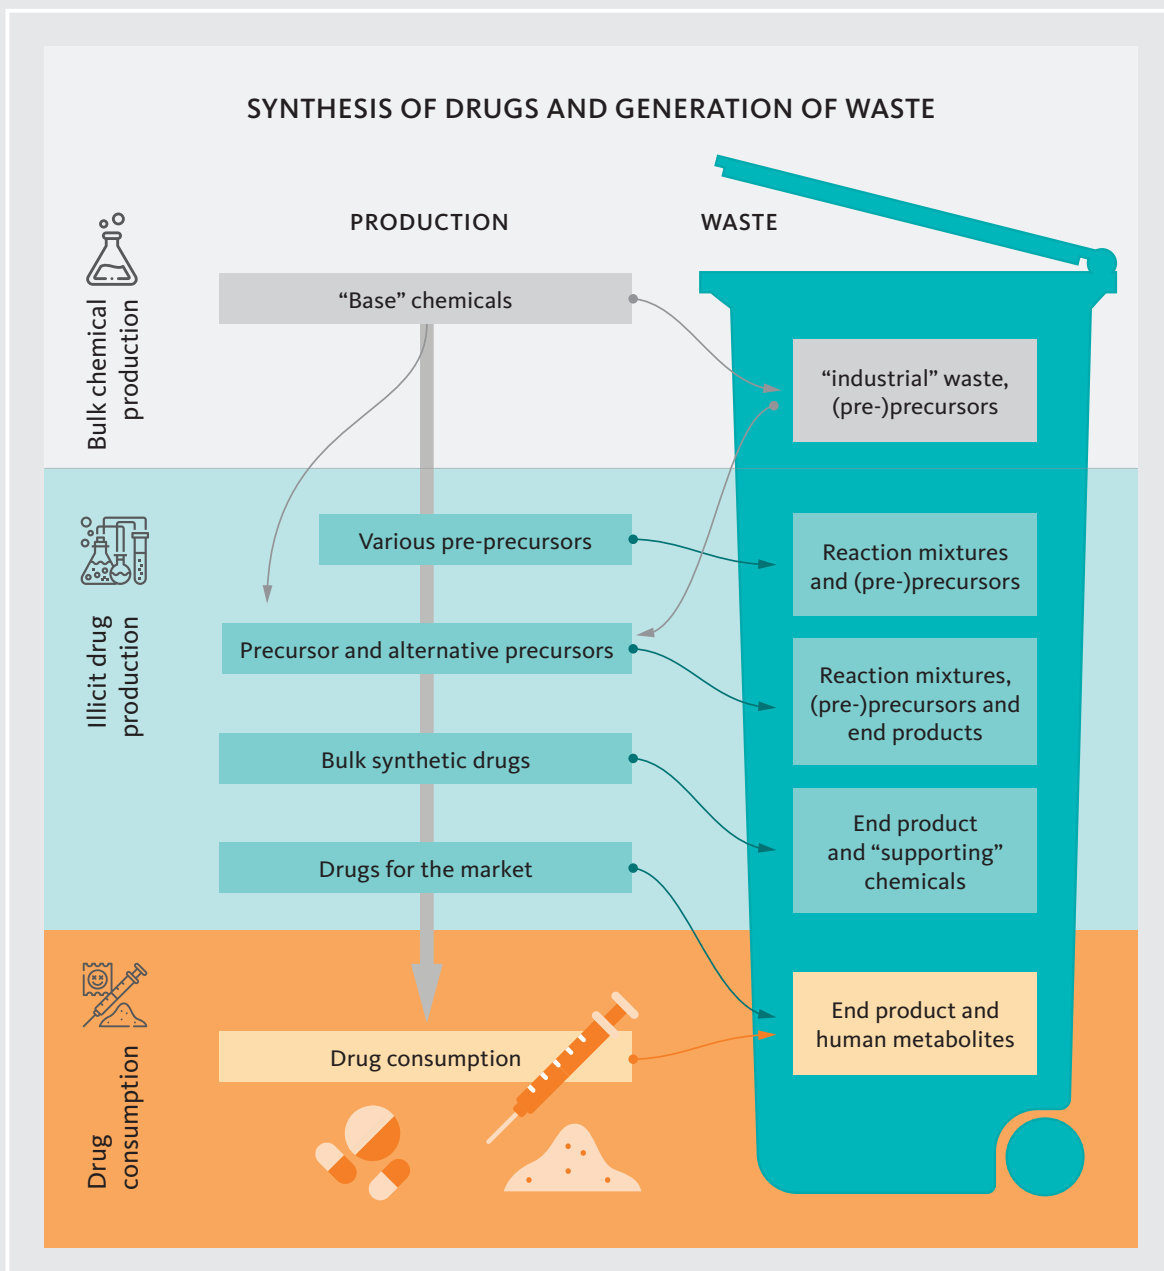 SYNTHESIS OF DRUGS AND GENERATION OF WASTE
PRODUCTION
WASTE
Bulk chemical
production
“Base” chemicals
“industrial” waste,
(pre-)precursors
Illicit drug
production
Various pre-precursors
Reaction mixtures
and (pre-)precursors
Precursor and alternative precursors
Reaction mixtures,
(pre-)precursors and
end products
Bulk synthetic drugs
End product
and “supporting”
chemicals
Drugs for the market
Drug
consumption
Drug consumption
End product and
human metabolites